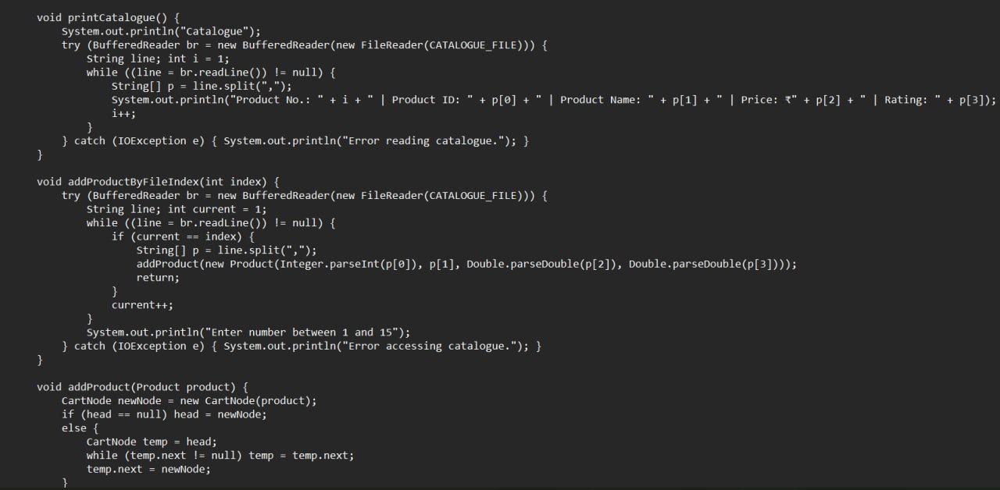 void printCatalogue() {
    System.out.println("Catalogue");
    try (BufferedReader br = new BufferedReader(new FileReader(CATALOGUE_FILE))) {
        String line; int i = 1;
        while ((line = br.readLine()) != null) {
            String[] p = line.split(",");
            System.out.println("Product No.: " + i + " | Product ID: " + p[0] + " | Product Name: " + p[1] + " | Price: ₹" + p[2] + " | Rating: " + p[3]);
            i++;
        }
    } catch (IOException e) { System.out.println("Error reading catalogue."); }
}

void addProductByFileIndex(int index) {
    try (BufferedReader br = new BufferedReader(new FileReader(CATALOGUE_FILE))) {
        String line; int current = 1;
        while ((line = br.readLine()) != null) {
            if (current == index) {
                String[] p = line.split(",");
                addProduct(new Product(Integer.parseInt(p[0]), p[1], Double.parseDouble(p[2]), Double.parseDouble(p[3])));
                return;
            }
            current++;
        }
        System.out.println("Enter number between 1 and 15");
    } catch (IOException e) { System.out.println("Error accessing catalogue."); }
}

void addProduct(Product product) {
    CartNode newNode = new CartNode(product);
    if (head == null) head = newNode;
    else {
        CartNode temp = head;
        while (temp.next != null) temp = temp.next;
        temp.next = newNode;
    }